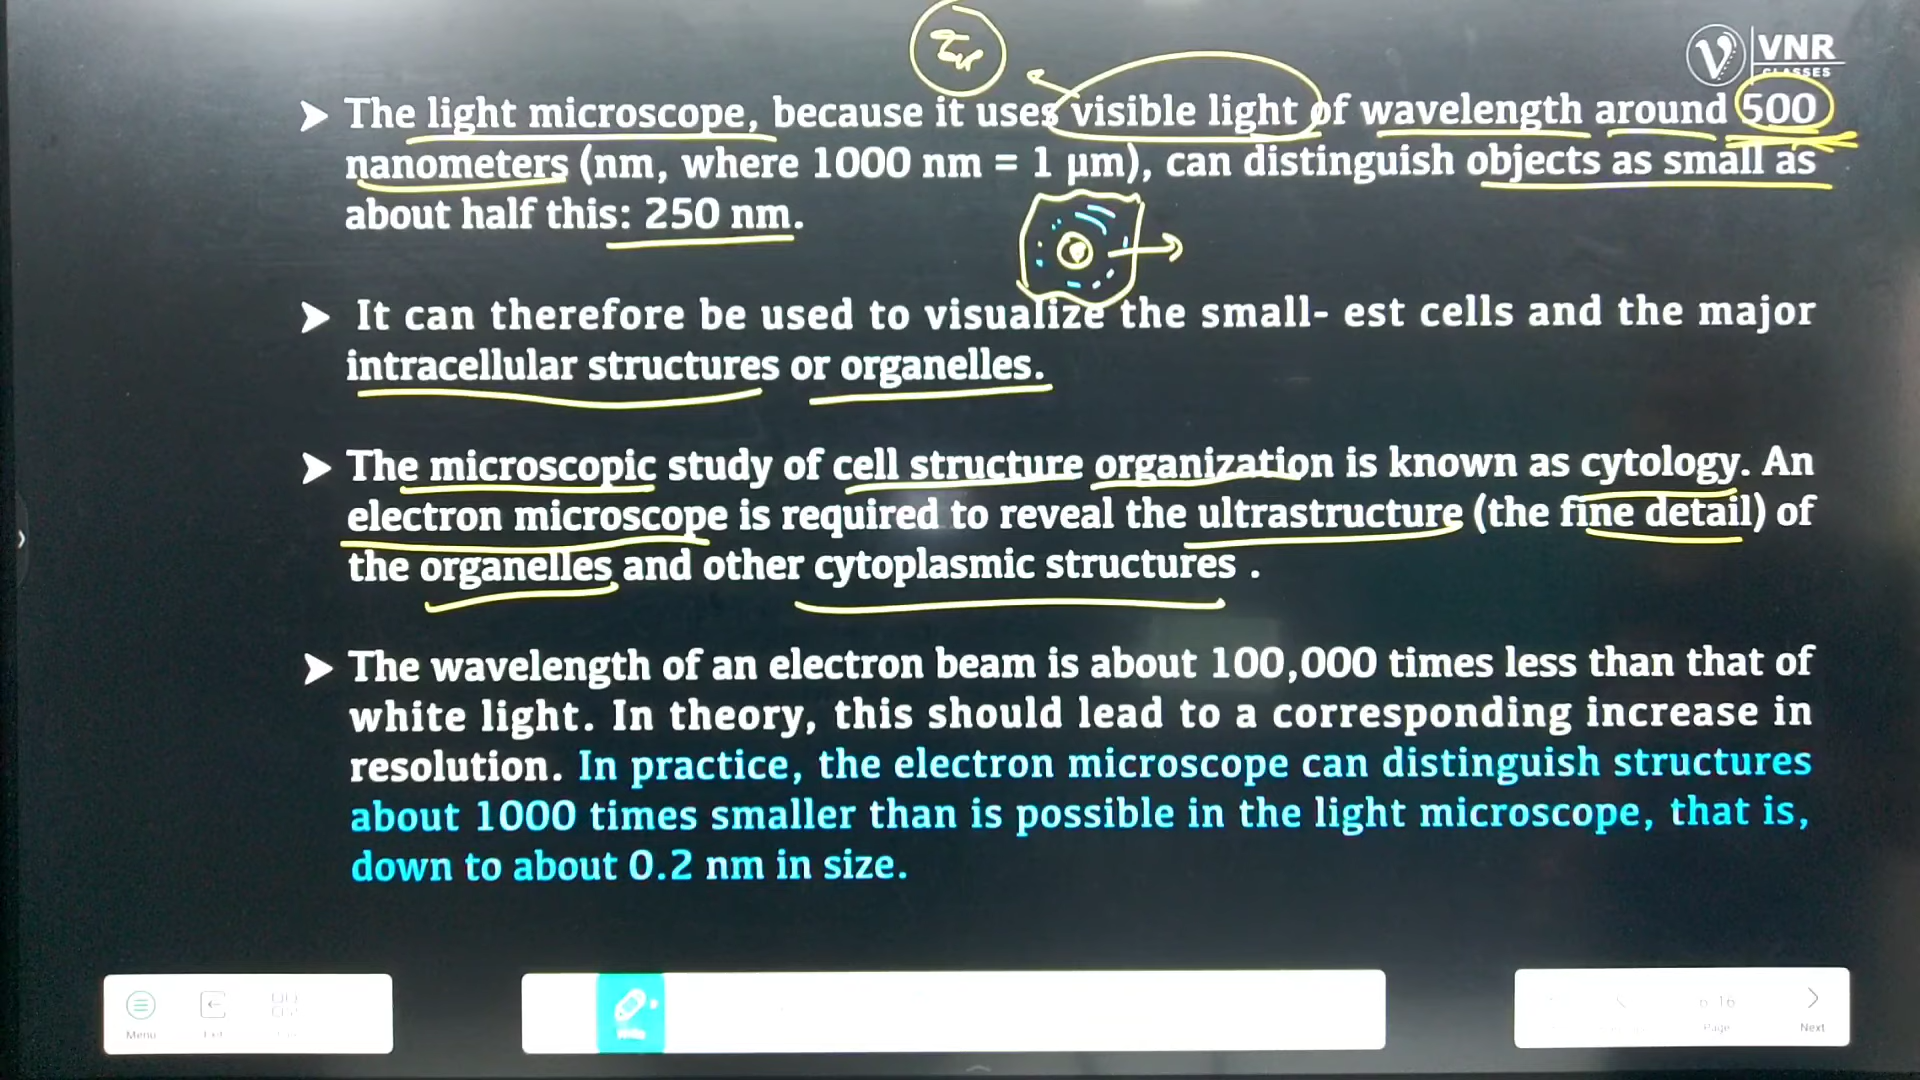 VNR
CLASSES
➤ The light microscope, because it uses visible light of wavelength around 500
nanometers (nm, where 1000 nm = 1 µm), can distinguish objects as small as
about half this: 250 nm.
➤ It can therefore be used to visualize the small- est cells and the major
intracellular structures or organelles.
➤ The microscopic study of cell structure organization is known as cytology. An
electron microscope is required to reveal the ultrastructure (the fine detail) of
the organelles and other cytoplasmic structures .
➤ The wavelength of an electron beam is about 100,000 times less than that of
white light. In theory, this should lead to a corresponding increase in
resolution. In practice, the electron microscope can distinguish structures
about 1000 times smaller than is possible in the light microscope, that is,
down to about 0.2 nm in size.
Menu
Page
Next